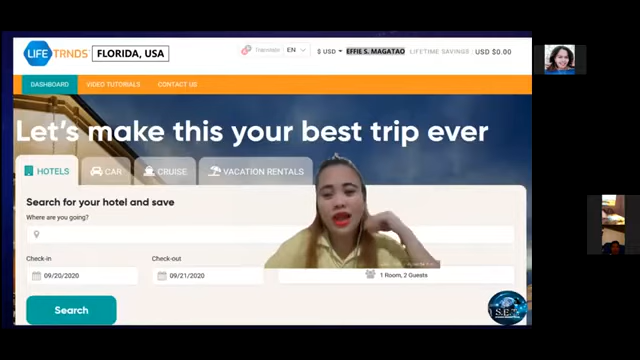 LIFE TRNDS FLORIDA, USA Translate EN $ USD EFFIE S. MAGATAO LIFETIME SAVINGS: USD $0.00
DASHBOARD VIDEO TUTORIALS CONTACT US
Let's make this your best trip ever
HOTELS CAR CRUISE VACATION RENTALS
Search for your hotel and save
Where are you going?
Check-in Check-out
09/20/2020 09/21/2020 1 Room, 2 Guests
Search